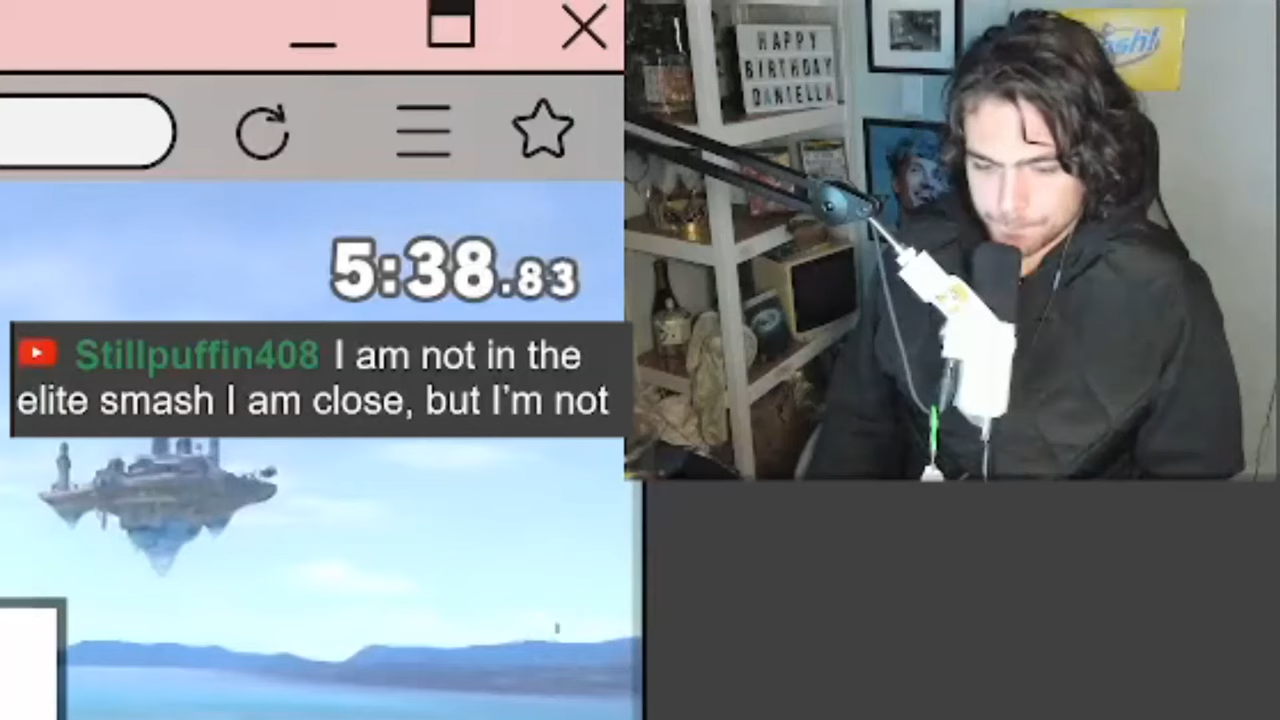 HAPPY
BIRTHDAY
DANIELLA
5:38.83
Stillpuffin408 I am not in the
elite smash I am close, but I'm not